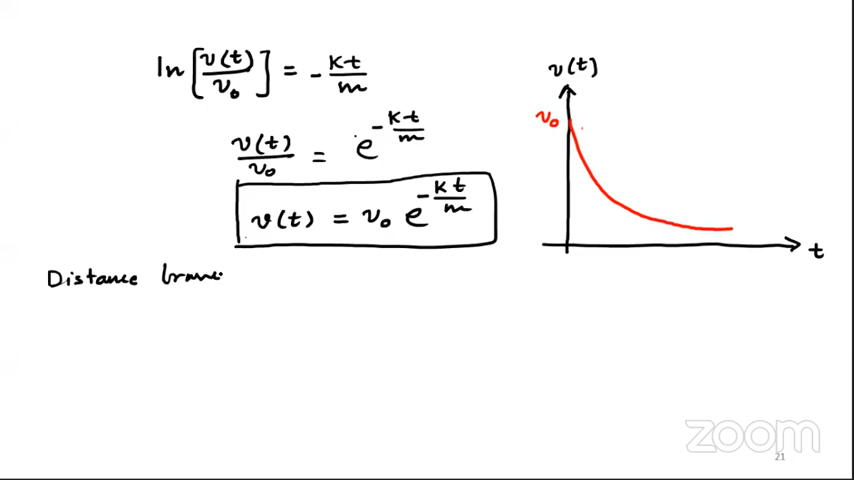 ln[v(t)/v₀] = -kt/m
v(t)/v₀ = e^(-kt/m)
v(t) = v₀ e^(-kt/m)
Distance
v(t)
v₀
t
zoom
21